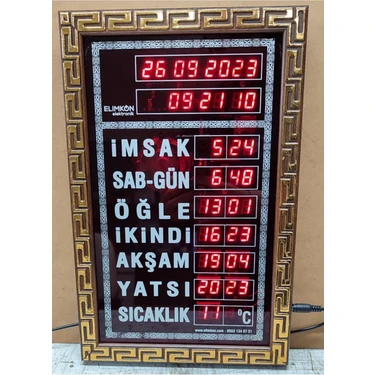 26 09 2023
ELIMKON
elektronik
09 21 10
İMSAK 5 24
SAB-GÜN 6 48
ÖĞLE 13 01
İKİNDİ 16 23
AKŞAM 19 04
YATSI 20 23
SICAKLIK 11 °C